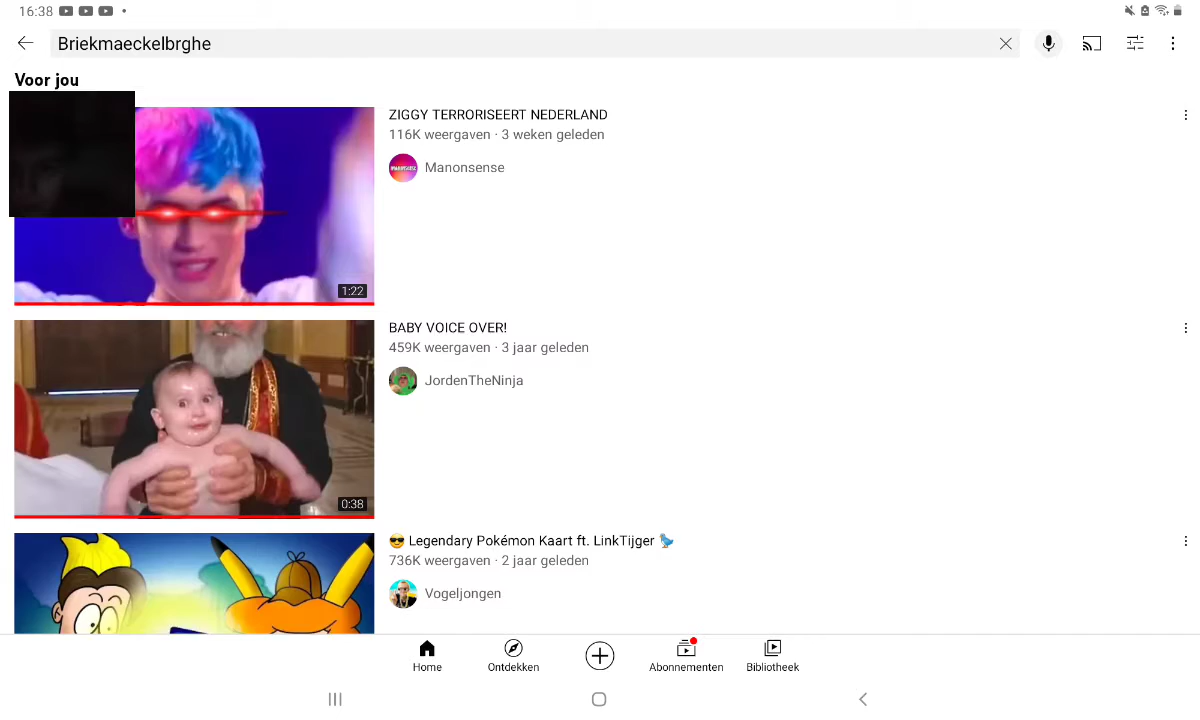 16:38
Briekmaeckelbrghe
Voor jou
ZIGGY TERRORISEERT NEDERLAND
116K weergaven · 3 weken geleden
Manonsense
1:22
BABY VOICE OVER!
459K weergaven · 3 jaar geleden
JordenTheNinja
0:38
😎 Legendary Pokémon Kaart ft. LinkTijger 🐦
736K weergaven · 2 jaar geleden
Vogeljongen
Home
Ontdekken
Abonnementen
Bibliotheek